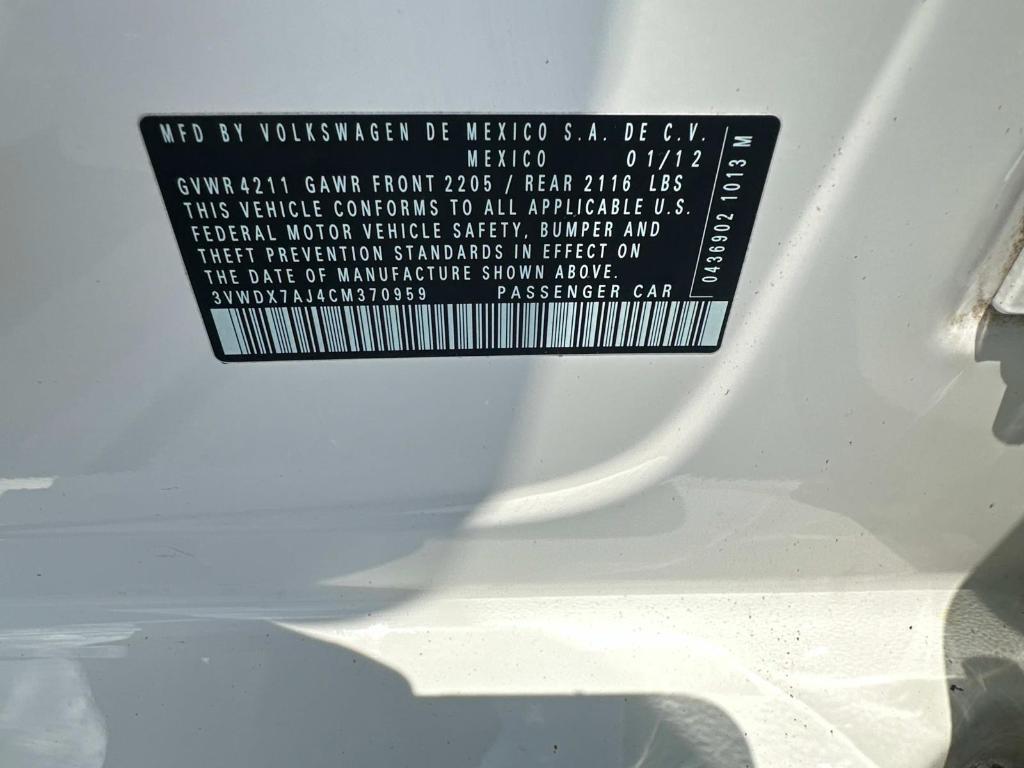 MFD BY VOLKSWAGEN DE MEXICO S.A. DE C.V.
MEXICO 01/12
GVWR 4211 GAWR FRONT 2205 / REAR 2116 LBS
THIS VEHICLE CONFORMS TO ALL APPLICABLE U.S.
FEDERAL MOTOR VEHICLE SAFETY, BUMPER AND
THEFT PREVENTION STANDARDS IN EFFECT ON
THE DATE OF MANUFACTURE SHOWN ABOVE.
3VWDX7AJ4CM370959 PASSENGER CAR
0436902 1013 M